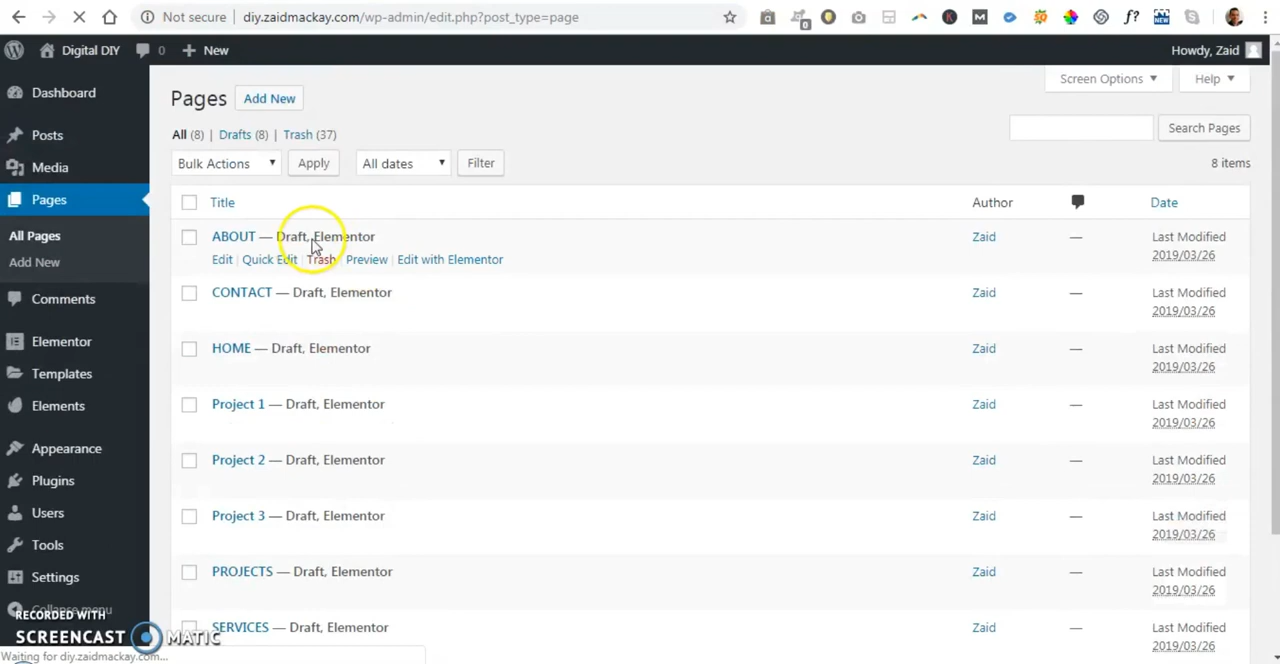 Not secure | diy.zaidmackay.com/wp-admin/edit.php?post_type=page
Digital DIY 0 New Howdy, Zaid
Screen Options Help
Pages Add New
All (8) | Drafts (8) | Trash (37)
Search Pages
Bulk Actions Apply All dates Filter 8 items
Title Author Date
ABOUT — Draft, Elementor Zaid — Last Modified
2019/03/26
Edit | Quick Edit | Trash | Preview | Edit with Elementor
CONTACT — Draft, Elementor Zaid — Last Modified
2019/03/26
HOME — Draft, Elementor Zaid — Last Modified
2019/03/26
Project 1 — Draft, Elementor Zaid — Last Modified
2019/03/26
Project 2 — Draft, Elementor Zaid — Last Modified
2019/03/26
Project 3 — Draft, Elementor Zaid — Last Modified
2019/03/26
PROJECTS — Draft, Elementor Zaid — Last Modified
2019/03/26
SERVICES — Draft, Elementor Zaid — Last Modified
2019/03/26
Dashboard
Posts
Media
Pages
All Pages
Add New
Comments
Elementor
Templates
Elements
Appearance
Plugins
Users
Tools
Settings
Collapse menu
RECORDED WITH
SCREENCAST MATIC
Waiting for diy.zaidmackay.com...